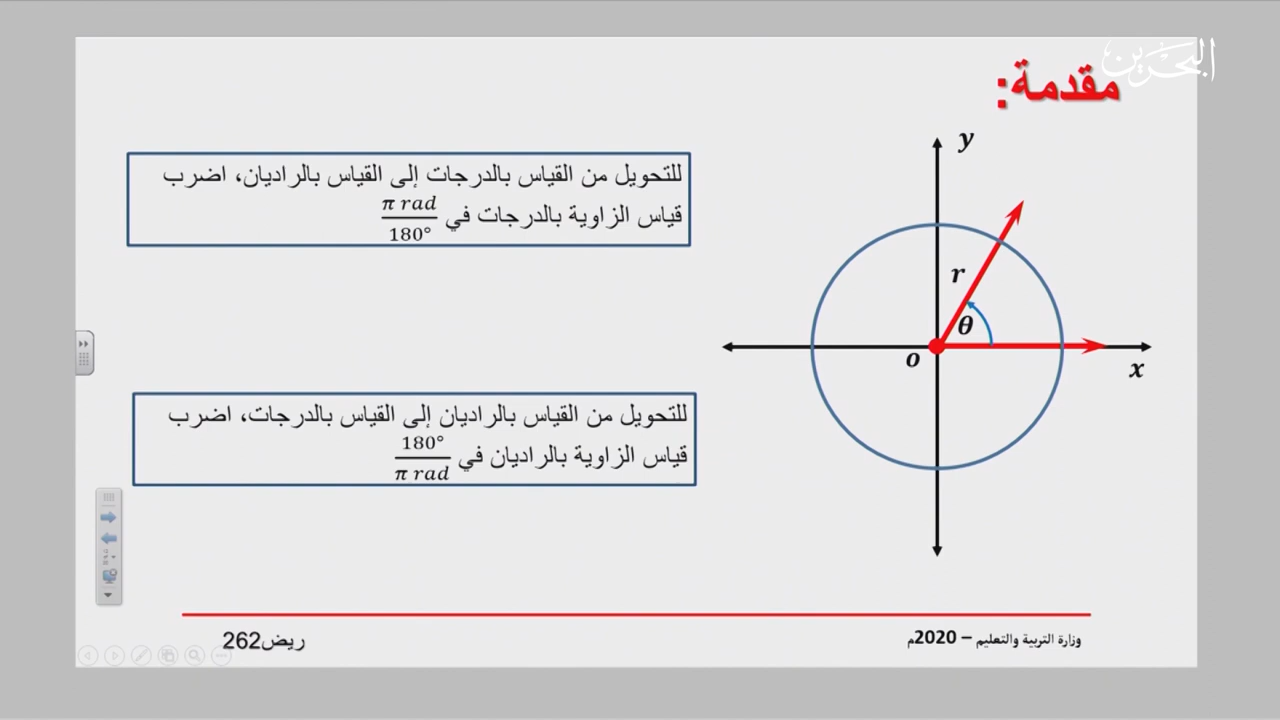 البحرين
مقدمة:
للتحويل من القياس بالدرجات إلى القياس بالراديان، اضرب
قياس الزاوية بالدرجات في π rad / 180°
y
r
θ
o
x
للتحويل من القياس بالراديان إلى القياس بالدرجات، اضرب
قياس الزاوية بالراديان في 180° / π rad
وزارة التربية والتعليم – 2020م
ريض262